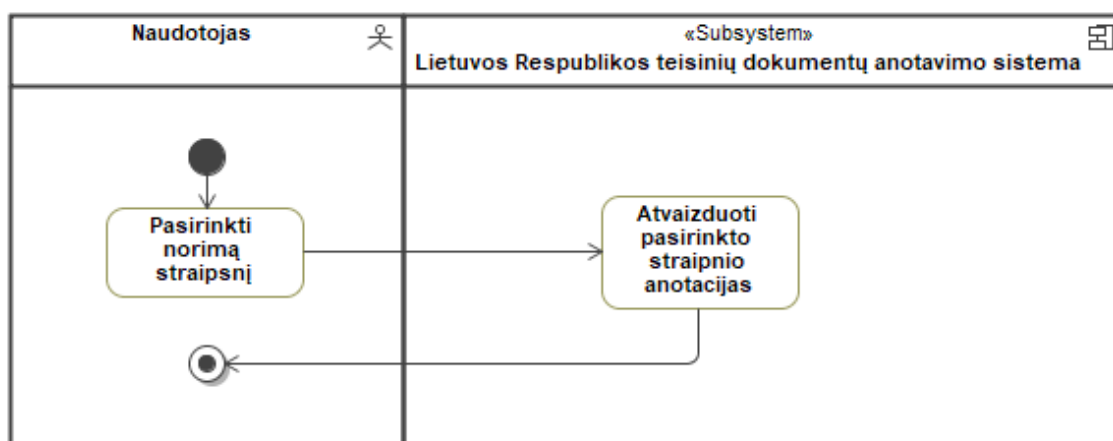 Naudotojas
«Subsystem»
Lietuvos Respublikos teisinių dokumentų anotavimo sistema
Pasirinkti
norimą
straipsnį
Atvaizduoti
pasirinkto
straipnio
anotacijas